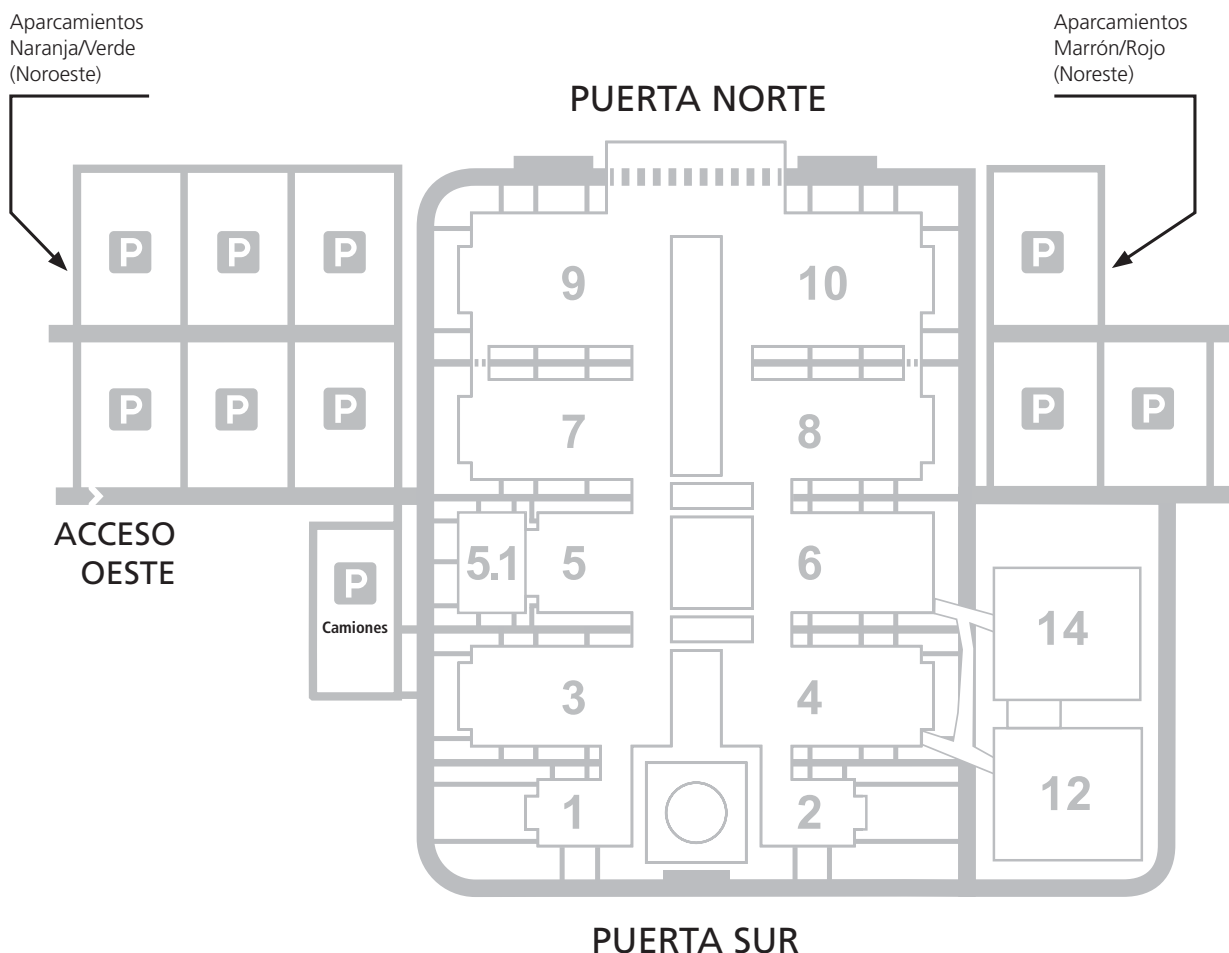 Aparcamientos
Naranja/Verde
(Noroeste)
Aparcamientos
Marrón/Rojo
(Noreste)
PUERTA NORTE
P
P
P
P
9
10
P
P
P
P
P
7
8
ACCESO
OESTE
5.1
5
6
P
Camiones
14
3
4
12
1
2
PUERTA SUR